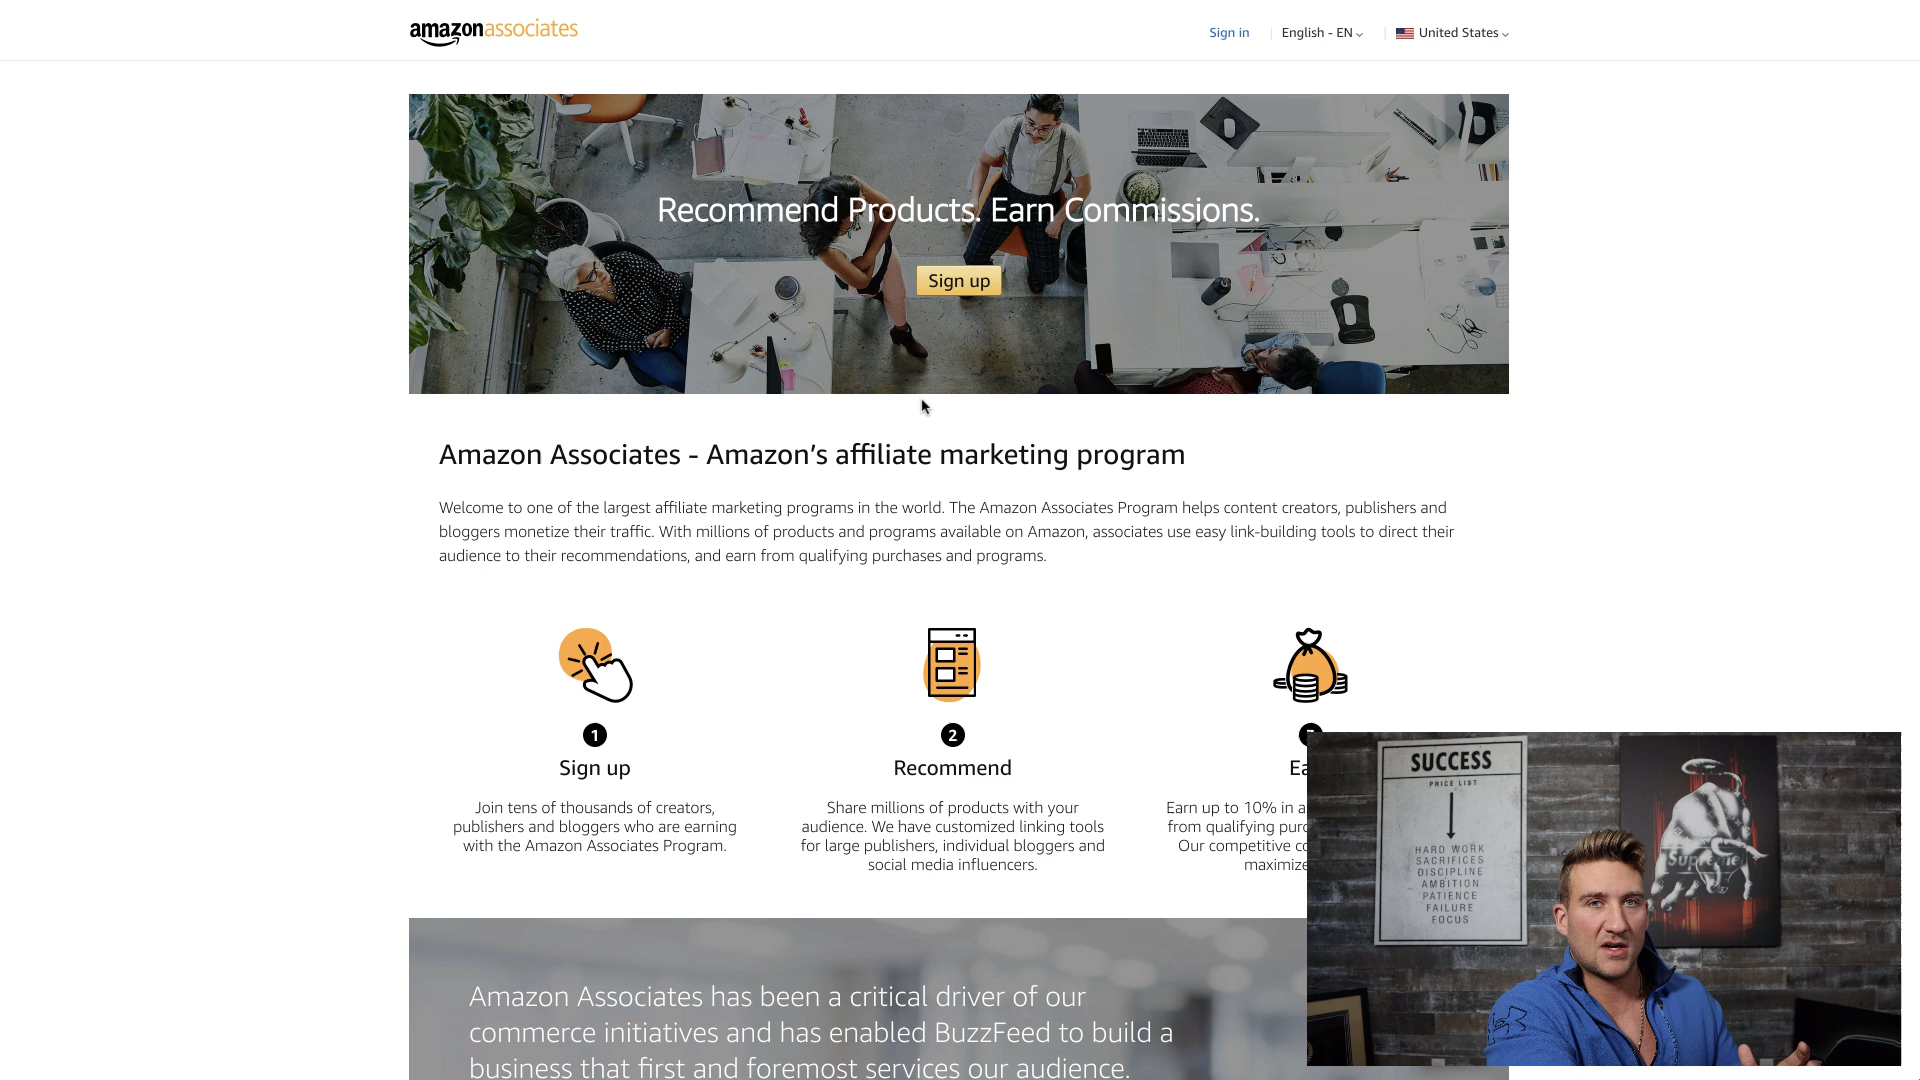 amazonassociates
Sign in
English - EN
United States
Recommend Products. Earn Commissions.
Sign up
Amazon Associates - Amazon’s affiliate marketing program
Welcome to one of the largest affiliate marketing programs in the world. The Amazon Associates Program helps content creators, publishers and
bloggers monetize their traffic. With millions of products and programs available on Amazon, associates use easy link-building tools to direct their
audience to their recommendations, and earn from qualifying purchases and programs.
1
Sign up
Join tens of thousands of creators,
publishers and bloggers who are earning
with the Amazon Associates Program.
2
Recommend
Share millions of products with your
audience. We have customized linking tools
for large publishers, individual bloggers and
social media influencers.
Earn up to 10% in
from qualifying
Our competitive
maximize
Amazon Associates has been a critical driver of our
commerce initiatives and has enabled BuzzFeed to build a
business that first and foremost services our audience.
SUCCESS
PRICE LIST
HARD WORK
SACRIFICES
DISCIPLINE
AMBITION
PATIENCE
FAILURE
FOCUS
Supreme